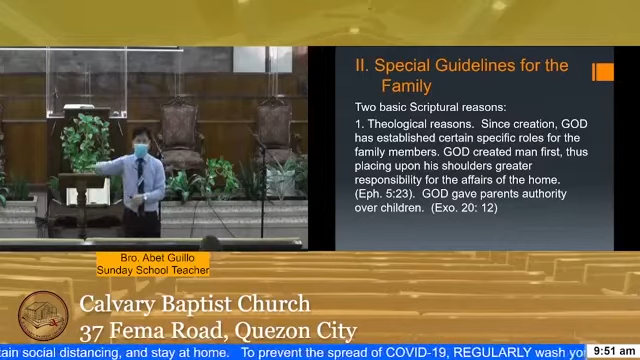 II. Special Guidelines for the
Family
Two basic Scriptural reasons:
1. Theological reasons. Since creation, GOD
has established certain specific roles for the
family members. GOD created man first, thus
placing upon his shoulders greater
responsibility for the affairs of the home.
(Eph. 5:23). GOD gave parents authority
over children. (Exo. 20: 12)
Bro. Abet Guillo
Sunday School Teacher
Calvary Baptist Church
37 Fema Road, Quezon City
tain social distancing, and stay at home. To prevent the spread of COVID-19, REGULARLY wash you
9:51 am